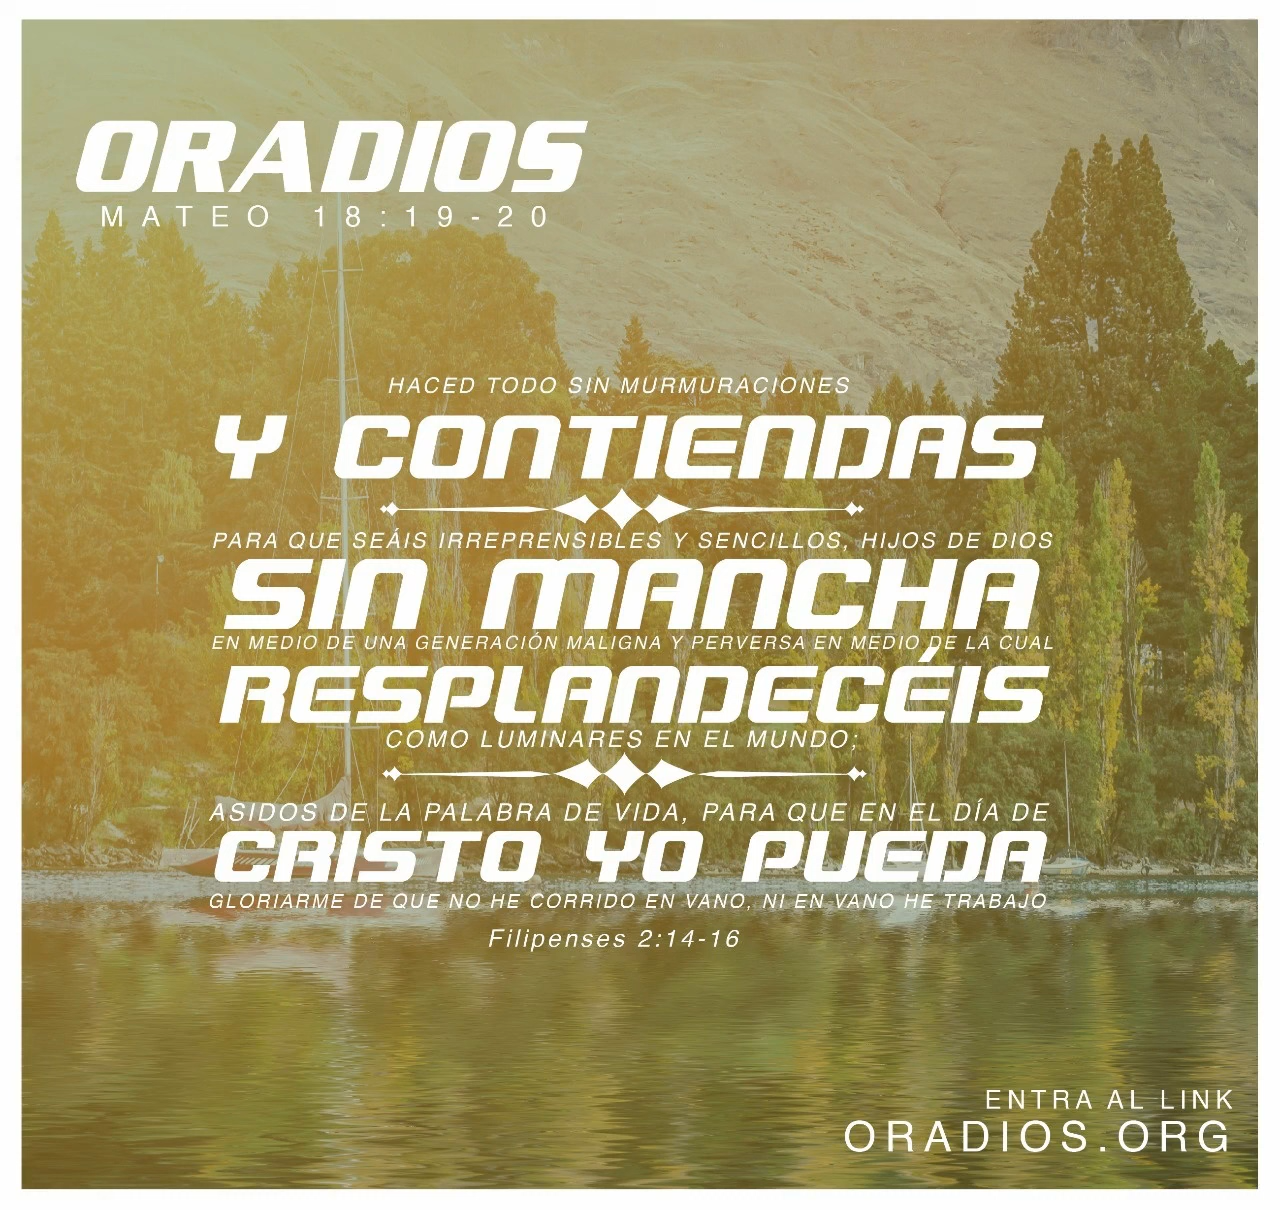 ORADIOS
MATEO 18:19-20
HACED TODO SIN MURMURACIONES
Y CONTIENDAS
PARA QUE SEÁIS IRREPRENSIBLES Y SENCILLOS, HIJOS DE DIOS
SIN MANCHA
EN MEDIO DE UNA GENERACIÓN MALIGNA Y PERVERSA EN MEDIO DE LA CUAL
RESPLANDECÉIS
COMO LUMINARES EN EL MUNDO;
ASIDOS DE LA PALABRA DE VIDA, PARA QUE EN EL DÍA DE
CRISTO YO PUEDA
GLORIARME DE QUE NO HE CORRIDO EN VANO, NI EN VANO HE TRABAJO
Filipenses 2:14-16
ENTRA AL LINK
ORADIOS.ORG